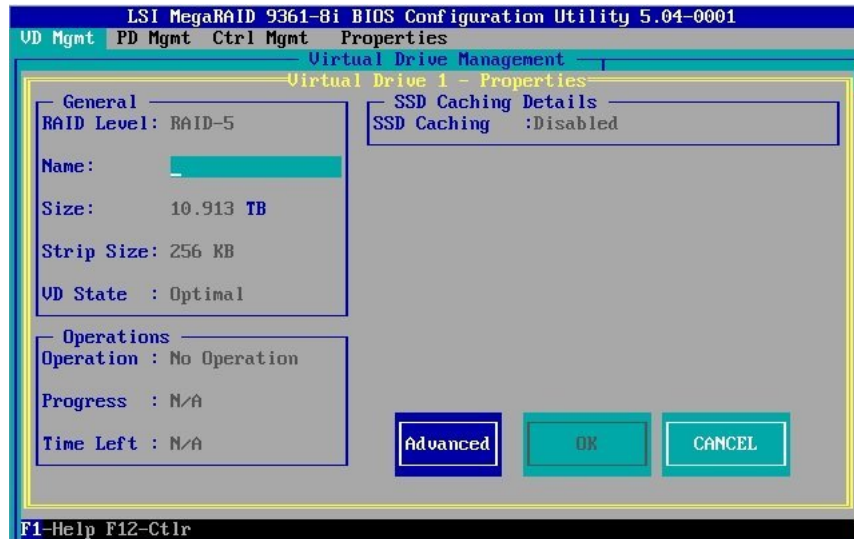 LSI MegaRAID 9361-8i BIOS Configuration Utility 5.04-0001
VD Mgmt PD Mgmt Ctrl Mgmt Properties
Virtual Drive Management
Virtual Drive 1 - Properties
General
RAID Level: RAID-5
Name:
Size: 10.913 TB
Strip Size: 256 KB
VD State : Optimal
SSD Caching Details
SSD Caching :Disabled
Operations
Operation : No Operation
Progress : N/A
Time Left : N/A
Advanced OK CANCEL
F1-Help F12-Ctlr